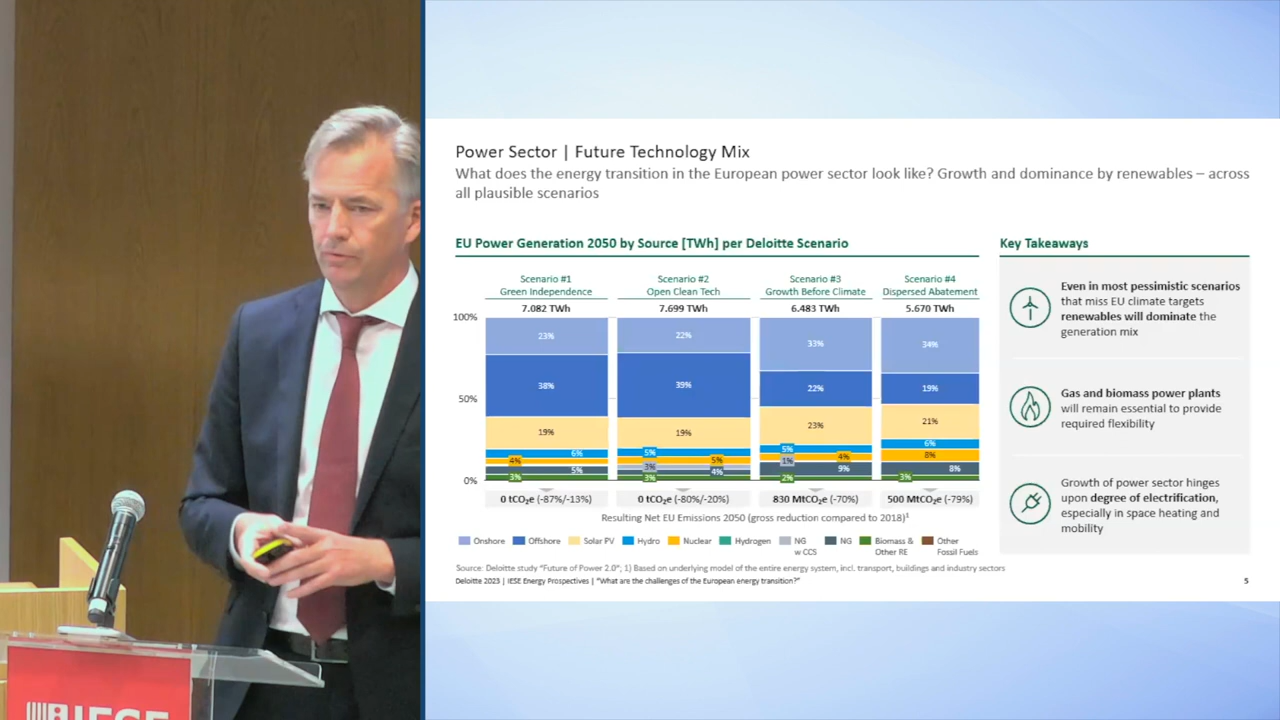 Power Sector | Future Technology Mix
What does the energy transition in the European power sector look like? Growth and dominance by renewables – across
all plausible scenarios
EU Power Generation 2050 by Source [TWh] per Deloitte Scenario
Key Takeaways
Scenario #1
Green Independence
Scenario #2
Open Clean Tech
Scenario #3
Growth Before Climate
Scenario #4
Dispersed Abatement
7.082 TWh
7.699 TWh
6.483 TWh
5.670 TWh
100%
50%
0%
23%
38%
19%
6%
4%
5%
3%
22%
39%
19%
5%
5%
3%
4%
3%
33%
22%
23%
5%
4%
1%
9%
2%
34%
19%
21%
6%
8%
8%
3%
0 tCO₂e (-87%/-13%)
0 tCO₂e (-80%/-20%)
830 MtCO₂e (-70%)
500 MtCO₂e (-79%)
Resulting Net EU Emissions 2050 (gross reduction compared to 2018)¹
Onshore
Offshore
Solar PV
Hydro
Nuclear
Hydrogen
NG
w CCS
NG
Biomass &
Other RE
Other
Fossil Fuels
Even in most pessimistic scenarios
that miss EU climate targets
renewables will dominate the
generation mix
Gas and biomass power plants
will remain essential to provide
required flexibility
Growth of power sector hinges
upon degree of electrification,
especially in space heating and
mobility
Source: Deloitte study "Future of Power 2.0"; 1) Based on underlying model of the entire energy system, incl. transport, buildings and industry sectors
Deloitte 2023 | IESE Energy Prospectives | "What are the challenges of the European energy transition?"
5
IESE